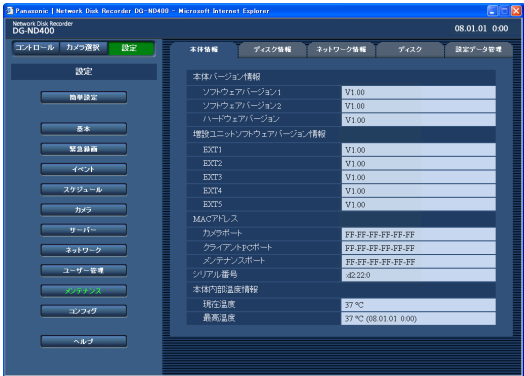 Panasonic | Network Disk Recorder DG-ND400 - Microsoft Internet Explorer
Network Disk Recorder
DG-ND400
08.01.01 0:00
コントロール カメラ選択 設定
本体情報 ディスク情報 ネットワーク情報 ディスク 設定データ管理
設定
簡単設定
基本
緊急録画
イベント
スケジュール
カメラ
サーバー
ネットワーク
ユーザー管理
メンテナンス
コンフィグ
ヘルプ
本体バージョン情報
ソフトウェアバージョン1 V1.00
ソフトウェアバージョン2 V1.00
ハードウェアバージョン V1.00
増設ユニットソフトウェアバージョン情報
EXT1 V1.00
EXT2 V1.00
EXT3 V1.00
EXT4 V1.00
EXT5 V1.00
MACアドレス
カメラポート FF-FF-FF-FF-FF-FF
クライアントPCポート FF-FF-FF-FF-FF-FF
メンテナンスポート FF-FF-FF-FF-FF-FF
シリアル番号 :d2:22:0
本体内部温度情報
現在温度 37 ℃
最高温度 37 ℃ (08.01.01 0:00)